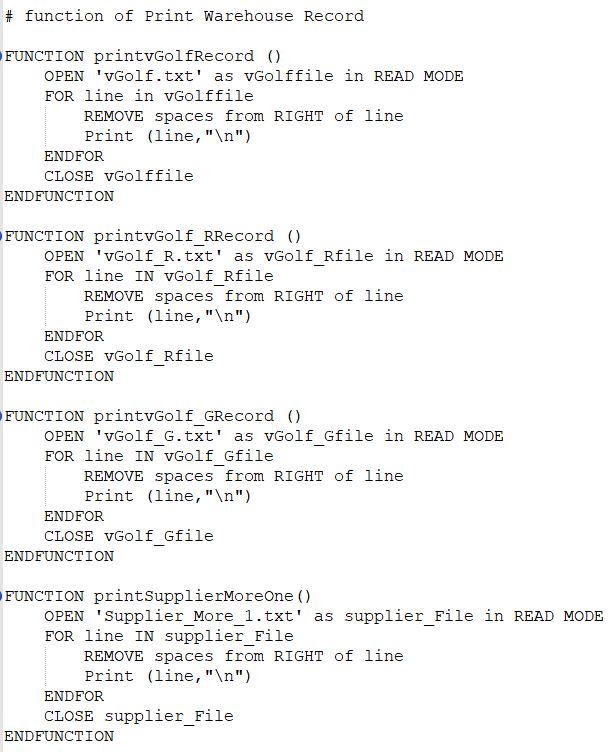 # function of Print Warehouse Record
FUNCTION printvGolfRecord ()
OPEN 'vGolf.txt' as vGolffile in READ MODE
FOR line in vGolffile
REMOVE spaces from RIGHT of line
Print (line,"\n")
ENDFOR
CLOSE vGolffile
ENDFUNCTION
FUNCTION printvGolf_RRecord ()
OPEN 'vGolf_R.txt' as vGolf_Rfile in READ MODE
FOR line IN vGolf_Rfile
REMOVE spaces from RIGHT of line
Print (line,"\n")
ENDFOR
CLOSE vGolf_Rfile
ENDFUNCTION
FUNCTION printvGolf_GRecord ()
OPEN 'vGolf_G.txt' as vGolf_Gfile in READ MODE
FOR line IN vGolf_Gfile
REMOVE spaces from RIGHT of line
Print (line,"\n")
ENDFOR
CLOSE vGolf_Gfile
ENDFUNCTION
FUNCTION printSupplierMoreOne()
OPEN 'Supplier_More_1.txt' as supplier_File in READ MODE
FOR line IN supplier_File
REMOVE spaces from RIGHT of line
Print (line,"\n")
ENDFOR
CLOSE supplier_File
ENDFUNCTION